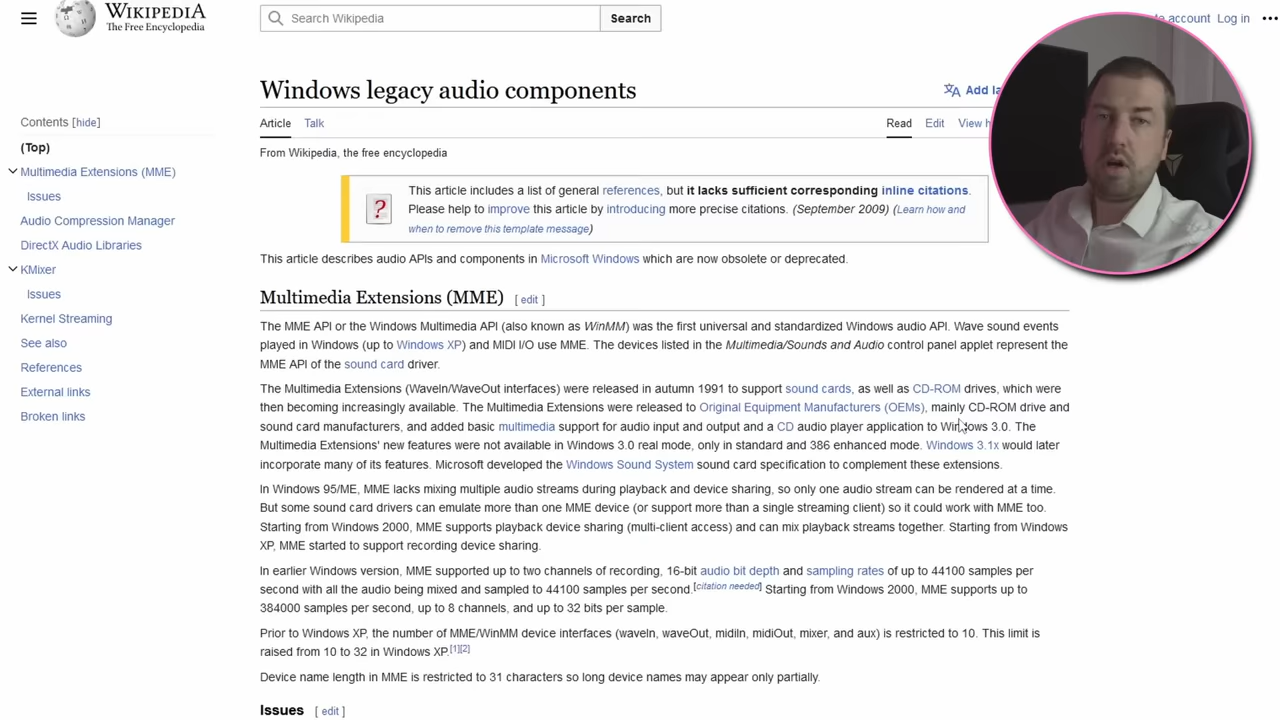 WIKIPEDIA
The Free Encyclopedia
Search Wikipedia
Search
account
Log in
Windows legacy audio components
Add
Contents [hide]
Article
Talk
Read
Edit
View
(Top)
From Wikipedia, the free encyclopedia
Multimedia Extensions (MME)
Issues
Audio Compression Manager
DirectX Audio Libraries
KMixer
Issues
Kernel Streaming
See also
References
External links
Broken links
This article includes a list of general references, but it lacks sufficient corresponding inline citations.
Please help to improve this article by introducing more precise citations. (September 2009) (Learn how and
when to remove this template message)
This article describes audio APIs and components in Microsoft Windows which are now obsolete or deprecated.
Multimedia Extensions (MME) [ edit ]
The MME API or the Windows Multimedia API (also known as WinMM) was the first universal and standardized Windows audio API. Wave sound events
played in Windows (up to Windows XP) and MIDI I/O use MME. The devices listed in the Multimedia/Sounds and Audio control panel applet represent the
MME API of the sound card driver.
The Multimedia Extensions (WaveIn/WaveOut interfaces) were released in autumn 1991 to support sound cards, as well as CD-ROM drives, which were
then becoming increasingly available. The Multimedia Extensions were released to Original Equipment Manufacturers (OEMs), mainly CD-ROM drive and
sound card manufacturers, and added basic multimedia support for audio input and output and a CD audio player application to Windows 3.0. The
Multimedia Extensions' new features were not available in Windows 3.0 real mode, only in standard and 386 enhanced mode. Windows 3.1x would later
incorporate many of its features. Microsoft developed the Windows Sound System sound card specification to complement these extensions.
In Windows 95/ME, MME lacks mixing multiple audio streams during playback and device sharing, so only one audio stream can be rendered at a time.
But some sound card drivers can emulate more than one MME device (or support more than a single streaming client) so it could work with MME too.
Starting from Windows 2000, MME supports playback device sharing (multi-client access) and can mix playback streams together. Starting from Windows
XP, MME started to support recording device sharing.
In earlier Windows version, MME supported up to two channels of recording, 16-bit audio bit depth and sampling rates of up to 44100 samples per
second with all the audio being mixed and sampled to 44100 samples per second.[citation needed] Starting from Windows 2000, MME supports up to
384000 samples per second, up to 8 channels, and up to 32 bits per sample.
Prior to Windows XP, the number of MME/WinMM device interfaces (waveIn, waveOut, midiIn, midiOut, mixer, and aux) is restricted to 10. This limit is
raised from 10 to 32 in Windows XP.[1][2]
Device name length in MME is restricted to 31 characters so long device names may appear only partially.
Issues [ edit ]